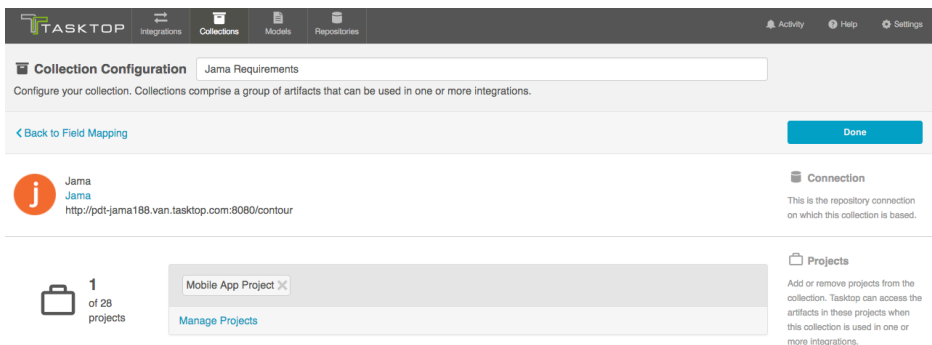 TASKTOP
Integrations
Collections
Models
Repositories
Activity
Help
Settings
Collection Configuration
Jama Requirements
Configure your collection. Collections comprise a group of artifacts that can be used in one or more integrations.
Back to Field Mapping
Done
Jama
Jama
http://pdt-jama188.van.tasktop.com:8080/contour
Connection
This is the repository connection
on which this collection is based.
1
of 28
projects
Mobile App Project
Manage Projects
Projects
Add or remove projects from the
collection. Tasktop can access the
artifacts in these projects when
this collection is used in one or
more integrations.